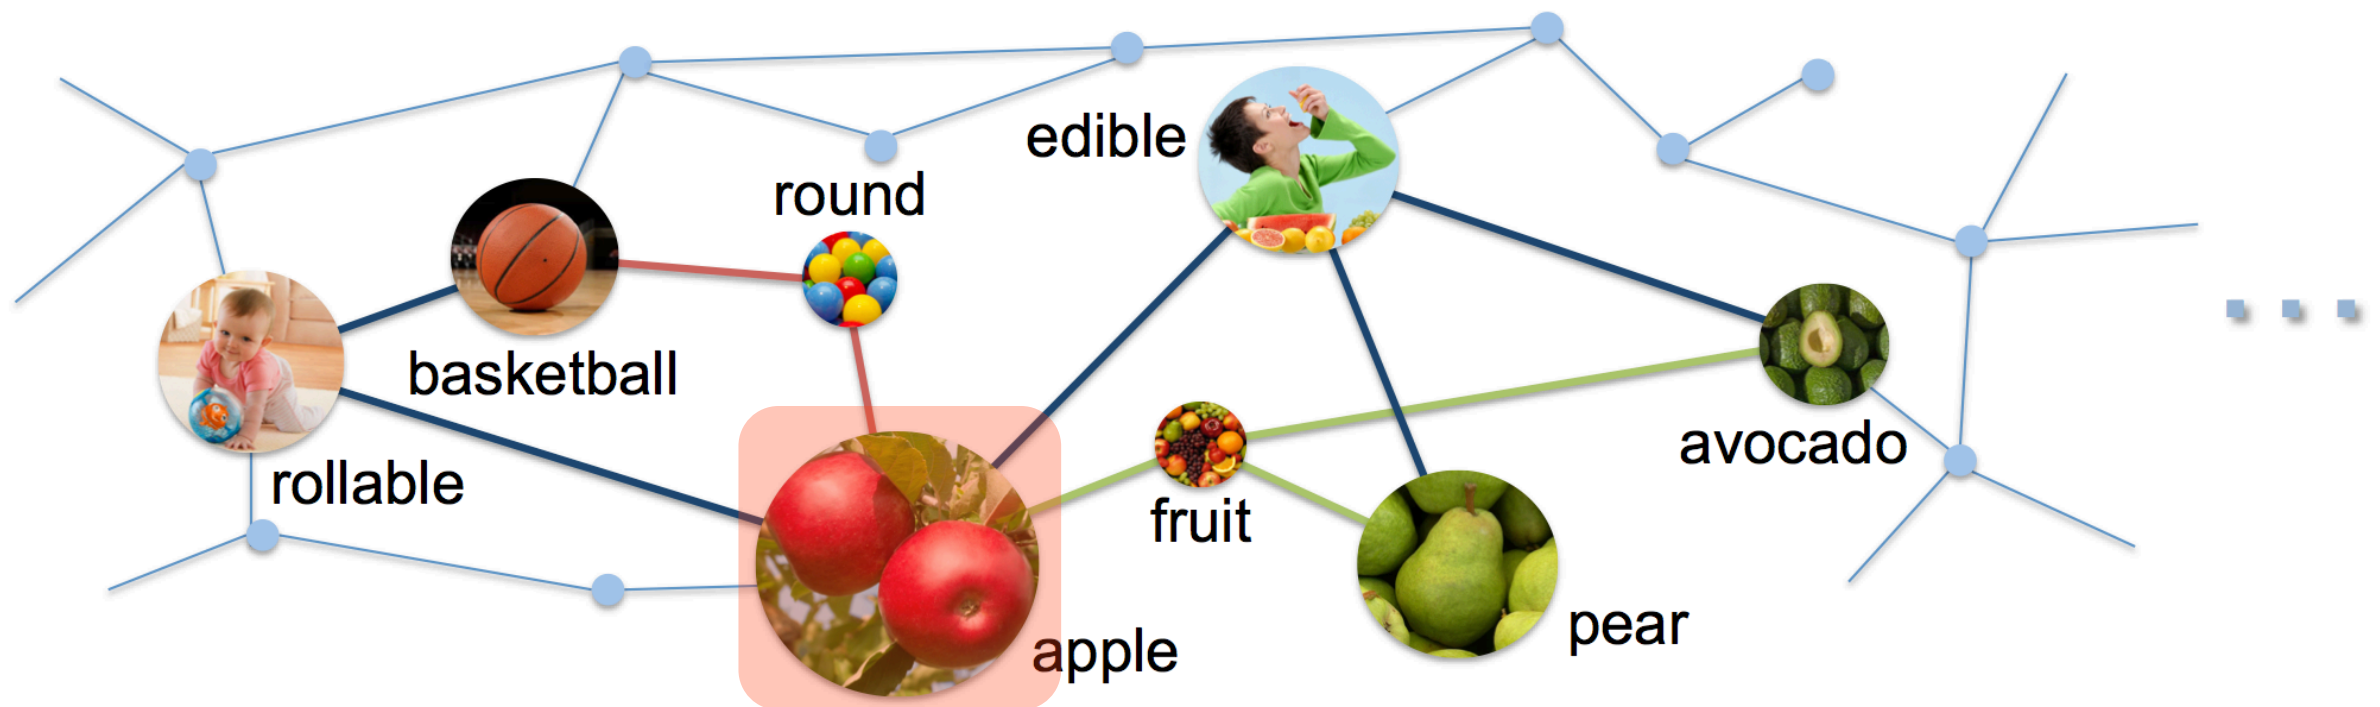 edible
round
basketball
rollable
avocado
fruit
pear
apple